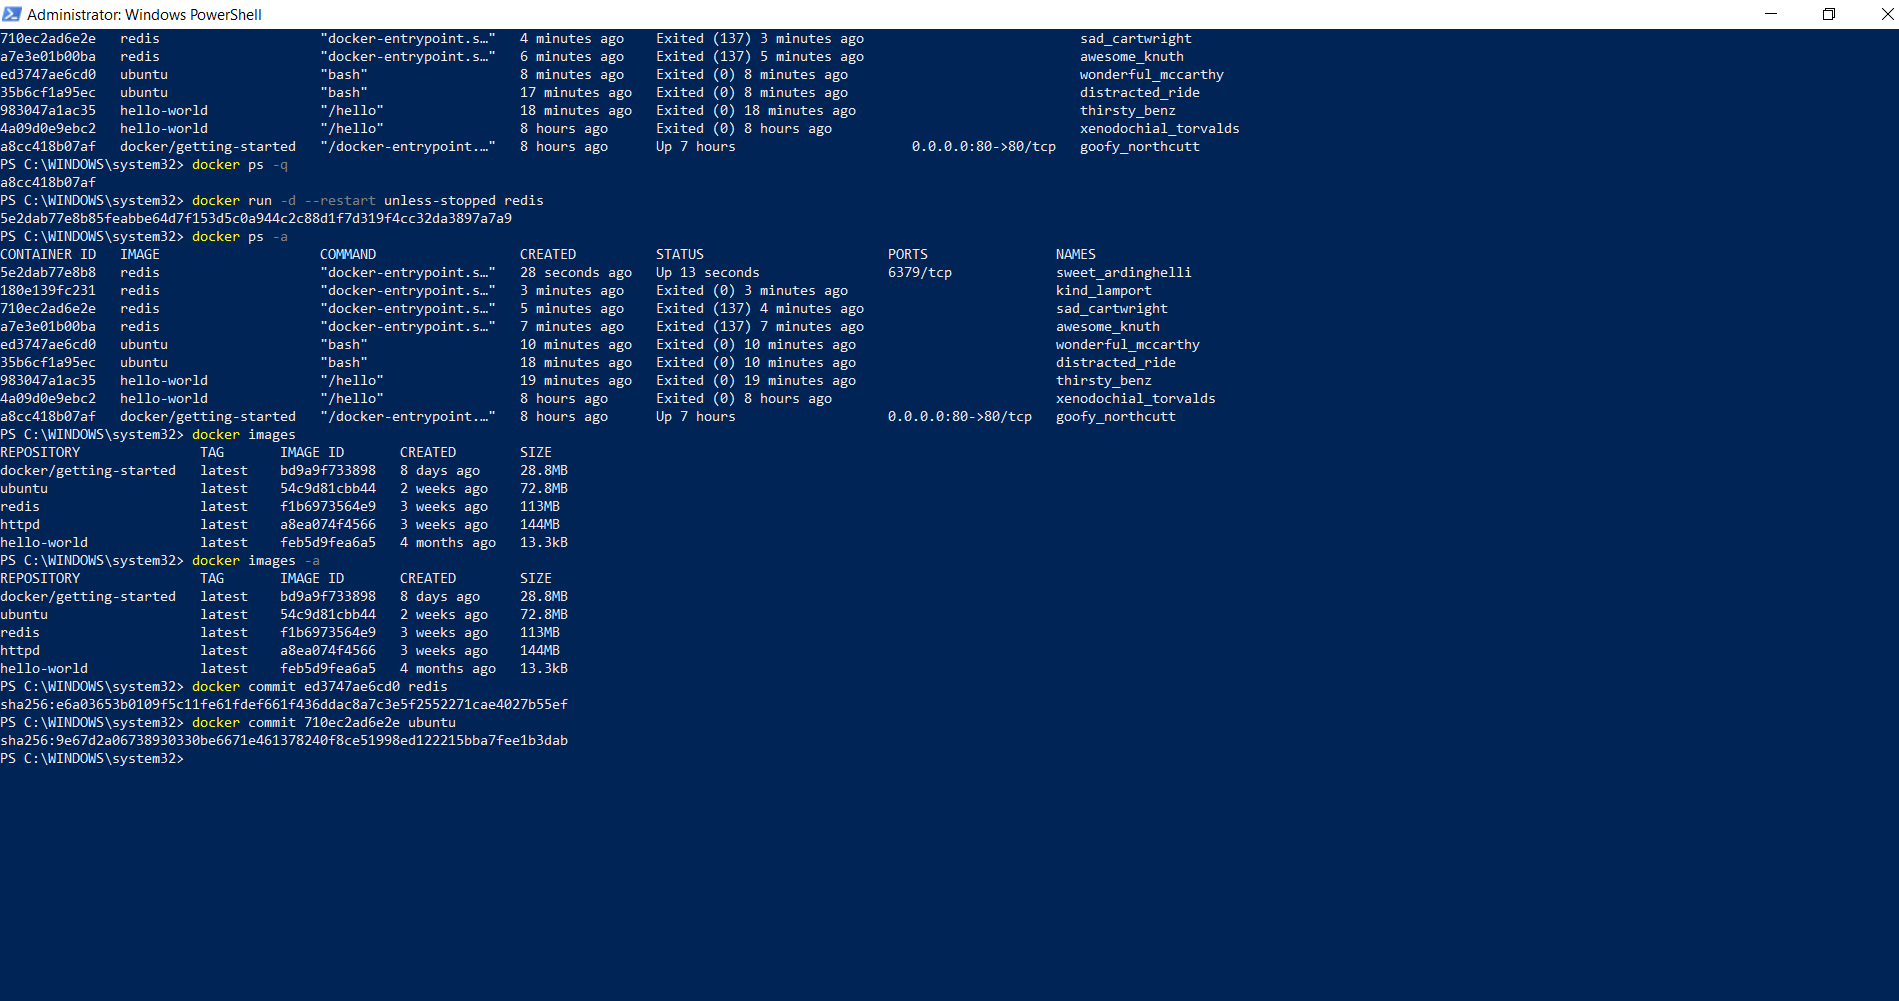 Administrator: Windows PowerShell
710ec2ad6e2e   redis                    "docker-entrypoint.s…"   4 minutes ago    Exited (137) 3 minutes ago                           sad_cartwright
a7e3e01b00ba   redis                    "docker-entrypoint.s…"   6 minutes ago    Exited (137) 5 minutes ago                           awesome_knuth
ed3747ae6cd0   ubuntu                   "bash"                   8 minutes ago    Exited (0) 8 minutes ago                             wonderful_mccarthy
35b6cf1a95ec   ubuntu                   "bash"                   17 minutes ago   Exited (0) 8 minutes ago                             distracted_ride
983047a1ac35   hello-world              "/hello"                 18 minutes ago   Exited (0) 18 minutes ago                            thirsty_benz
4a09d0e9ebc2   hello-world              "/hello"                 8 hours ago      Exited (0) 8 hours ago                               xenodochial_torvalds
a8cc418b07af   docker/getting-started   "/docker-entrypoint.…"   8 hours ago      Up 7 hours                      0.0.0.0:80->80/tcp   goofy_northcutt
PS C:\WINDOWS\system32> docker ps -q
a8cc418b07af
PS C:\WINDOWS\system32> docker run -d --restart unless-stopped redis
5e2dab77e8b85feabbe64d7f153d5c0a944c2c88d1f7d319f4cc32da3897a7a9
PS C:\WINDOWS\system32> docker ps -a
CONTAINER ID   IMAGE                    COMMAND                  CREATED          STATUS                       PORTS                NAMES
5e2dab77e8b8   redis                    "docker-entrypoint.s…"   28 seconds ago   Up 13 seconds                6379/tcp             sweet_ardinghelli
180e139fc231   redis                    "docker-entrypoint.s…"   3 minutes ago    Exited (0) 3 minutes ago                          kind_lamport
710ec2ad6e2e   redis                    "docker-entrypoint.s…"   5 minutes ago    Exited (137) 4 minutes ago                        sad_cartwright
a7e3e01b00ba   redis                    "docker-entrypoint.s…"   7 minutes ago    Exited (137) 7 minutes ago                        awesome_knuth
ed3747ae6cd0   ubuntu                   "bash"                   10 minutes ago   Exited (0) 10 minutes ago                         wonderful_mccarthy
35b6cf1a95ec   ubuntu                   "bash"                   18 minutes ago   Exited (0) 10 minutes ago                         distracted_ride
983047a1ac35   hello-world              "/hello"                 19 minutes ago   Exited (0) 19 minutes ago                         thirsty_benz
4a09d0e9ebc2   hello-world              "/hello"                 8 hours ago      Exited (0) 8 hours ago                            xenodochial_torvalds
a8cc418b07af   docker/getting-started   "/docker-entrypoint.…"   8 hours ago      Up 7 hours                   0.0.0.0:80->80/tcp   goofy_northcutt
PS C:\WINDOWS\system32> docker images
REPOSITORY               TAG       IMAGE ID       CREATED        SIZE
docker/getting-started   latest    bd9a9f733898   8 days ago     28.8MB
ubuntu                   latest    54c9d81cbb44   2 weeks ago    72.8MB
redis                    latest    f1b6973564e9   3 weeks ago    113MB
httpd                    latest    a8ea074f4566   3 weeks ago    144MB
hello-world              latest    feb5d9fea6a5   4 months ago   13.3kB
PS C:\WINDOWS\system32> docker images -a
REPOSITORY               TAG       IMAGE ID       CREATED        SIZE
docker/getting-started   latest    bd9a9f733898   8 days ago     28.8MB
ubuntu                   latest    54c9d81cbb44   2 weeks ago    72.8MB
redis                    latest    f1b6973564e9   3 weeks ago    113MB
httpd                    latest    a8ea074f4566   3 weeks ago    144MB
hello-world              latest    feb5d9fea6a5   4 months ago   13.3kB
PS C:\WINDOWS\system32> docker commit ed3747ae6cd0 redis
sha256:e6a03653b0109f5c11fe61fdef661f436ddac8a7c3e5f2552271cae4027b55ef
PS C:\WINDOWS\system32> docker commit 710ec2ad6e2e ubuntu
sha256:9e67d2a06738930330be6671e461378240f8ce51998ed122215bba7fee1b3dab
PS C:\WINDOWS\system32>